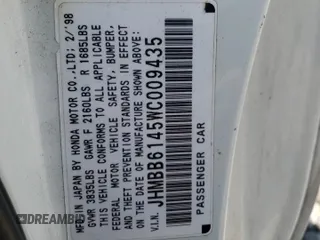 MFD. IN JAPAN BY HONDA MOTOR CO.,LTD; 2/'98
GVWR 3835LBS GAWR F 2160LBS R 1685LBS
THIS VEHICLE CONFORMS TO ALL APPLICABLE
FEDERAL MOTOR VEHICLE SAFETY, BUMPER,
AND THEFT PREVENTION STANDARDS IN EFFECT
ON THE DATE OF MANUFACTURE SHOWN ABOVE.
V.I.N. JHMBB6145WC009435
PASSENGER CAR
DREAMBID